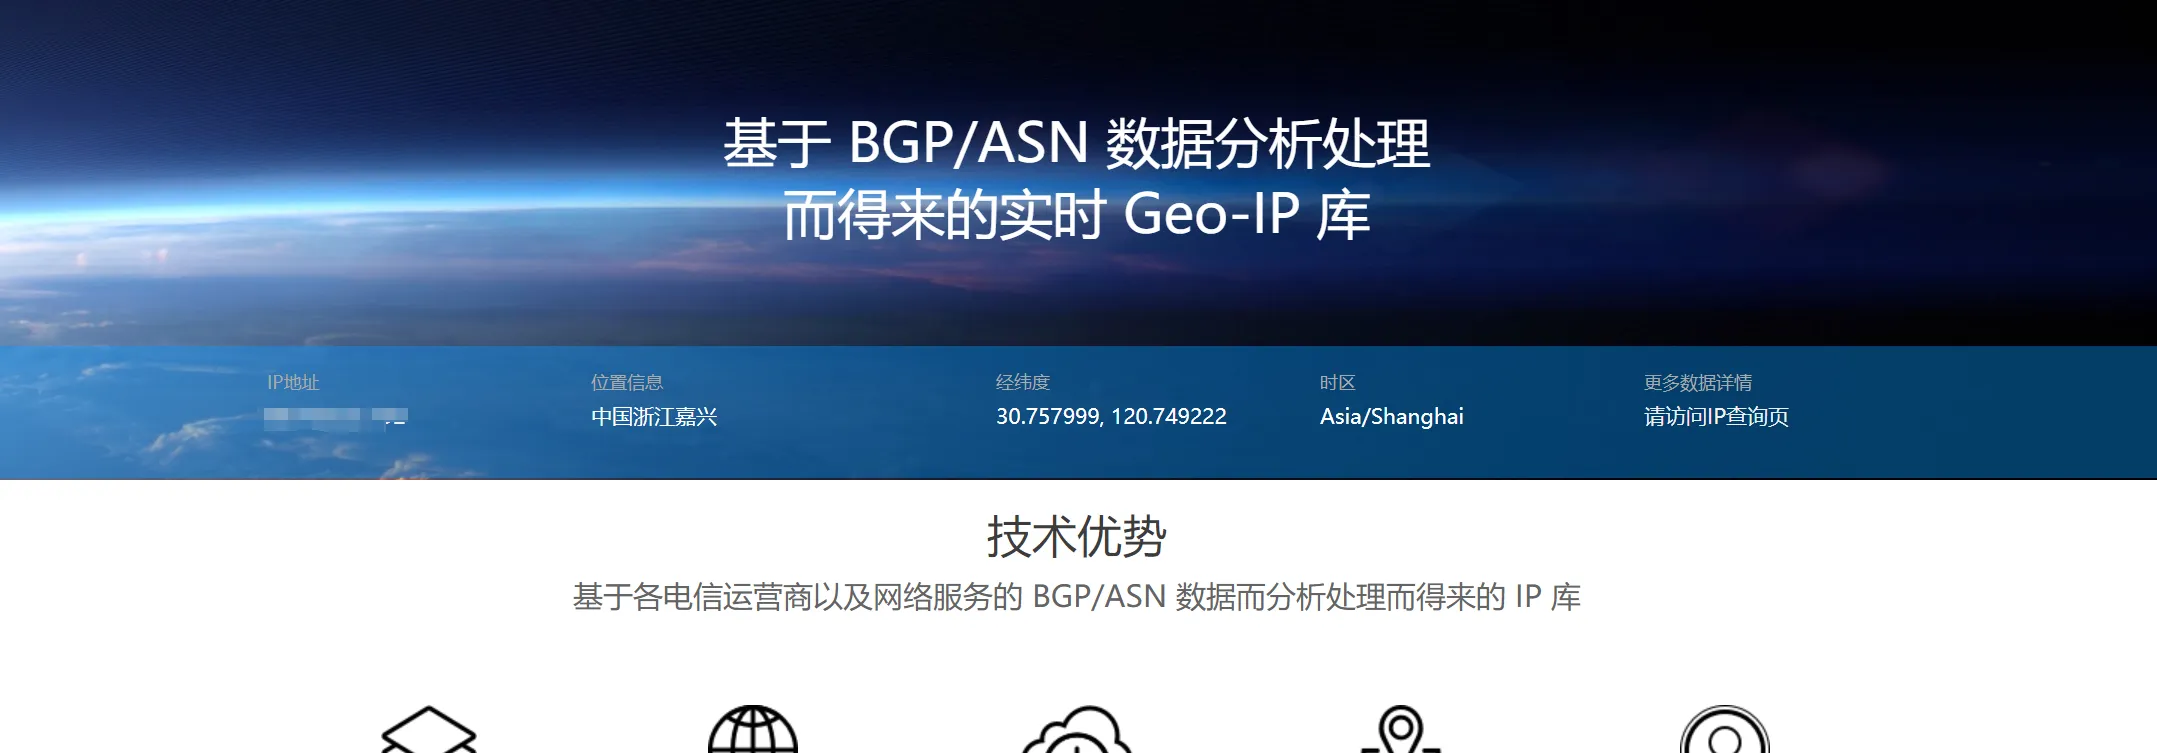 基于 BGP/ASN 数据分析处理
而得来的实时 Geo-IP 库
IP地址
位置信息
中国浙江嘉兴
经纬度
30.757999, 120.749222
时区
Asia/Shanghai
更多数据详情
请访问IP查询页
技术优势
基于各电信运营商以及网络服务的 BGP/ASN 数据而分析处理而得来的 IP 库